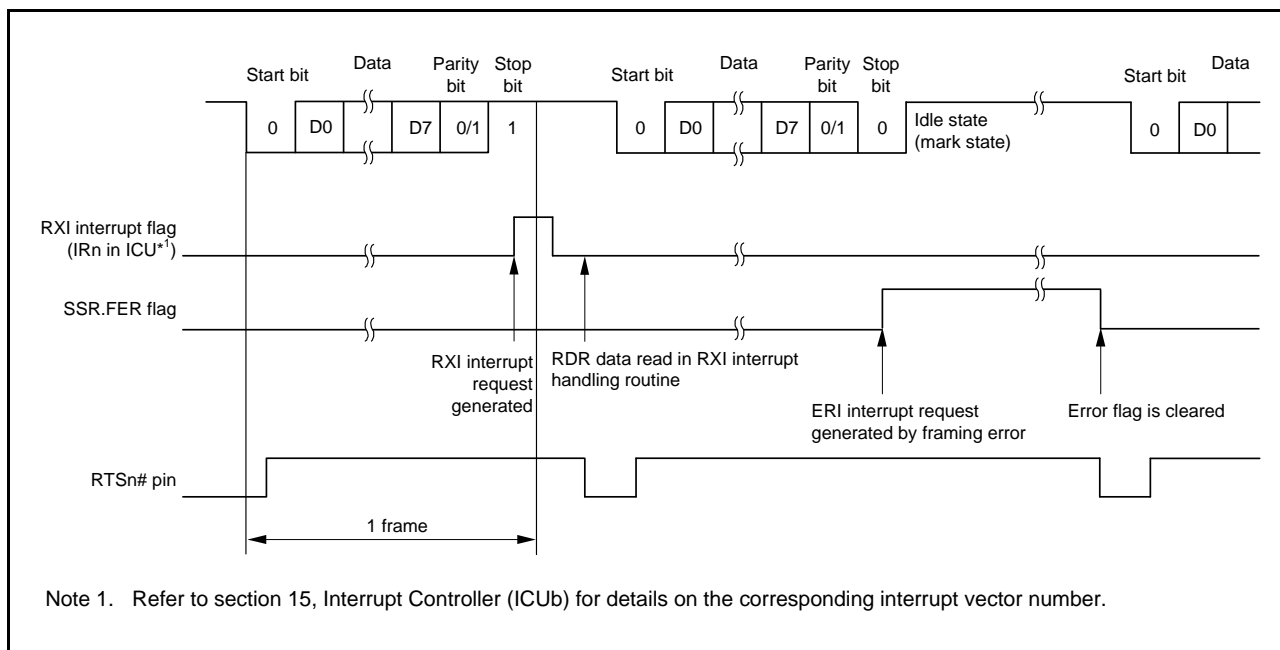 Start bit
Data
Parity
bit
Stop
bit
Start bit
Data
Parity
bit
Stop
bit
Start bit
Data
0 D0 D7 0/1 1 0 D0 D7 0/1 0 Idle state
(mark state) 0 D0
RXI interrupt flag
(IRn in ICU*1)
SSR.FER flag
RXI interrupt
request
generated
RDR data read in RXI interrupt
handling routine
ERI interrupt request
generated by framing error
Error flag is cleared
RTSn# pin
1 frame
Note 1. Refer to section 15, Interrupt Controller (ICUb) for details on the corresponding interrupt vector number.